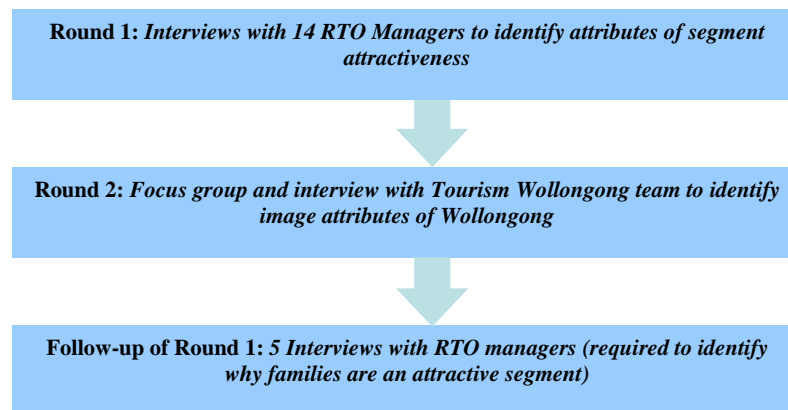 Round 1: Interviews with 14 RTO Managers to identify attributes of segment
attractiveness
Round 2: Focus group and interview with Tourism Wollongong team to identify
image attributes of Wollongong
Follow-up of Round 1: 5 Interviews with RTO managers (required to identify
why families are an attractive segment)